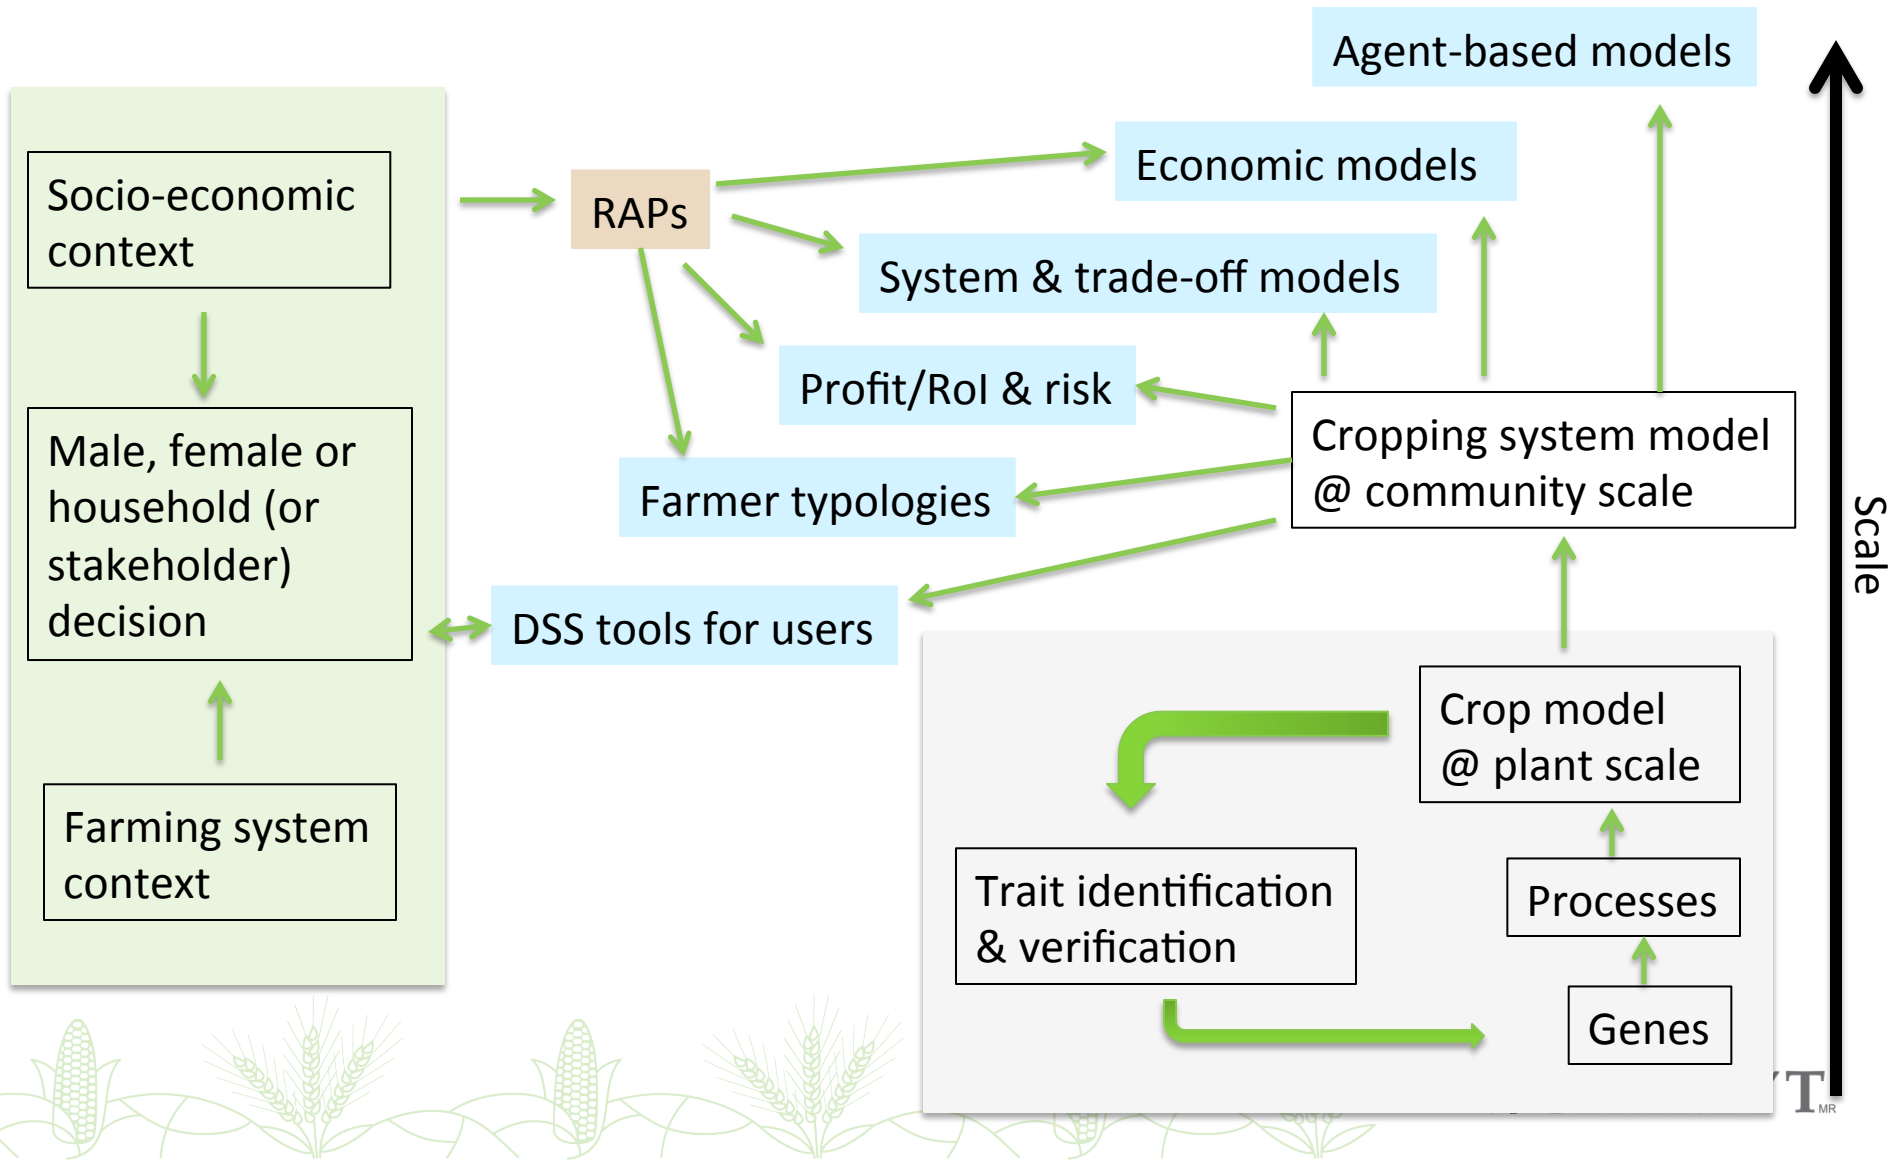 Agent-based models
Economic models
Socio-economic
context
RAPs
System & trade-off models
Profit/RoI & risk
Male, female or
household (or
stakeholder)
decision
Cropping system model
@ community scale
Farmer typologies
Scale
DSS tools for users
Crop model
@ plant scale
Farming system
context
Trait identification
& verification
Processes
Genes
T
MR